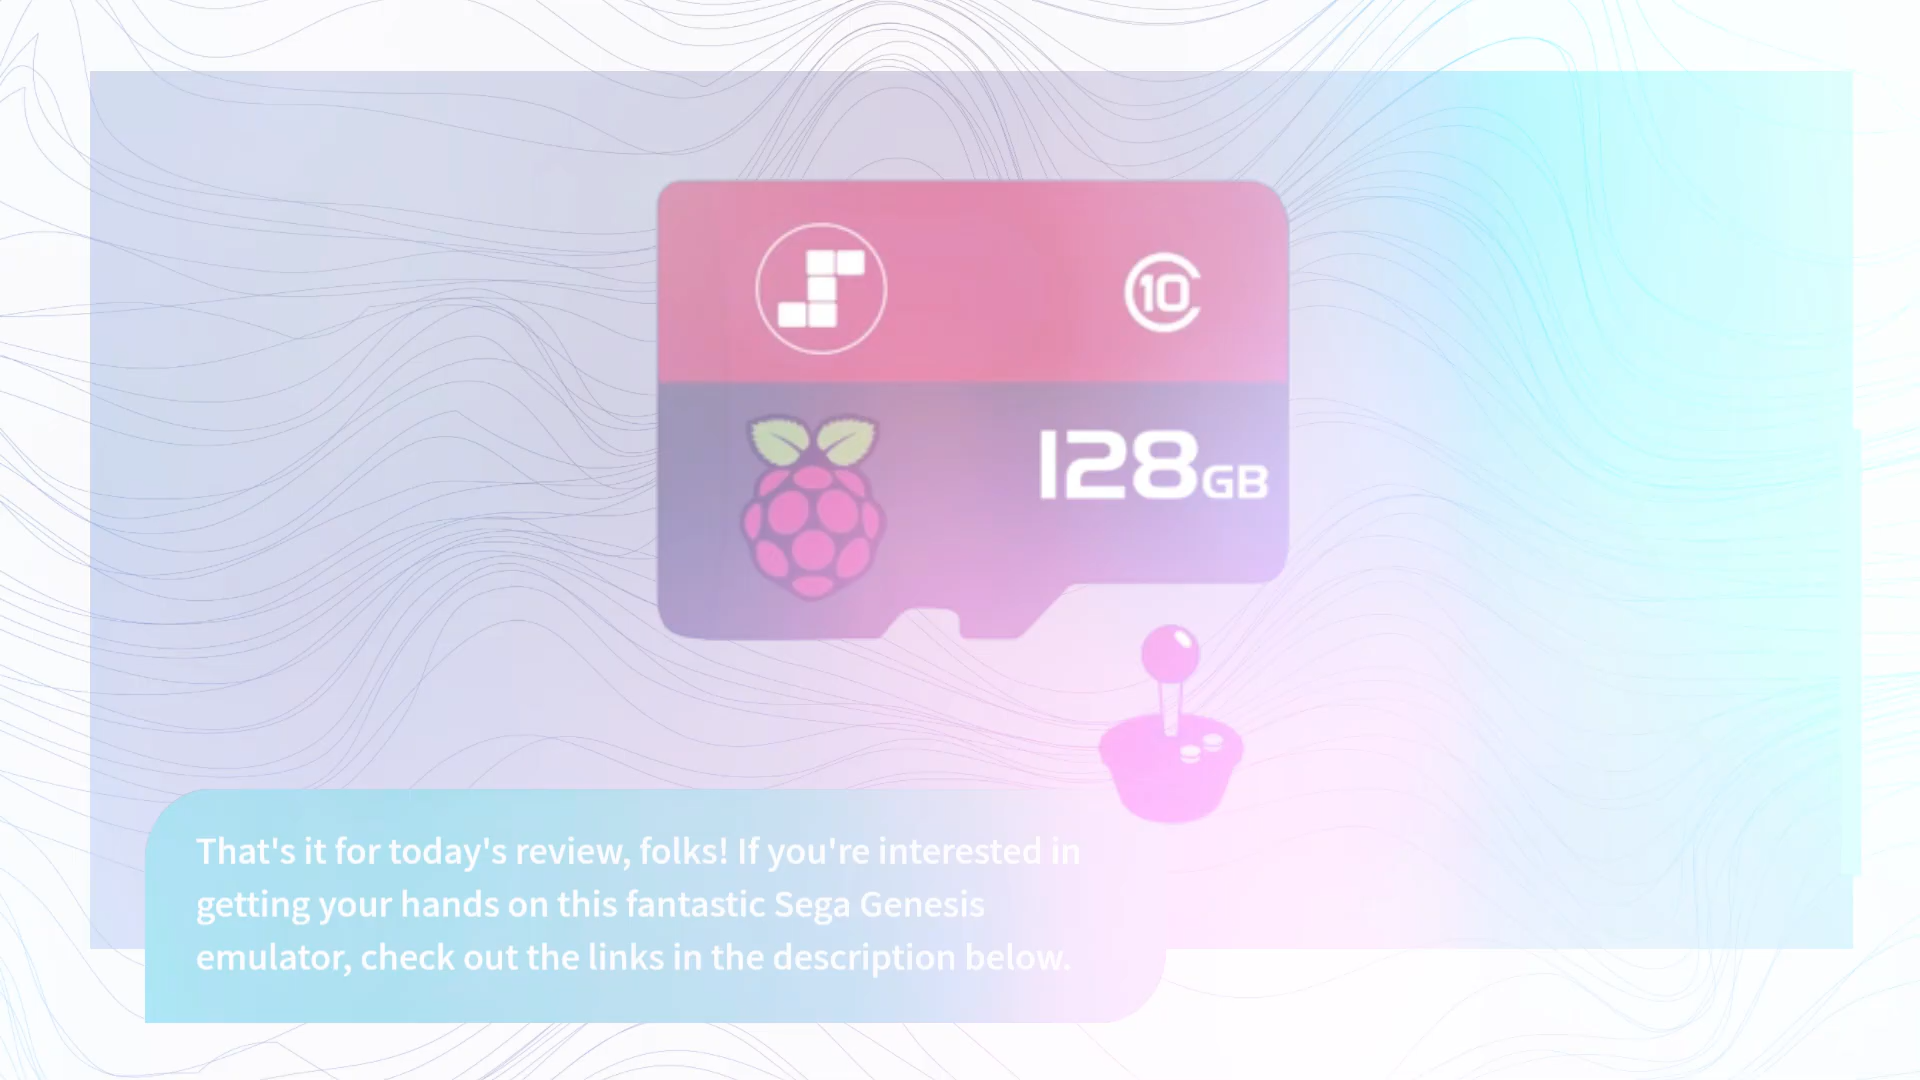 10
128GB
That's it for today's review, folks! If you're interested in
getting your hands on this fantastic Sega Genesis
emulator, check out the links in the description below.